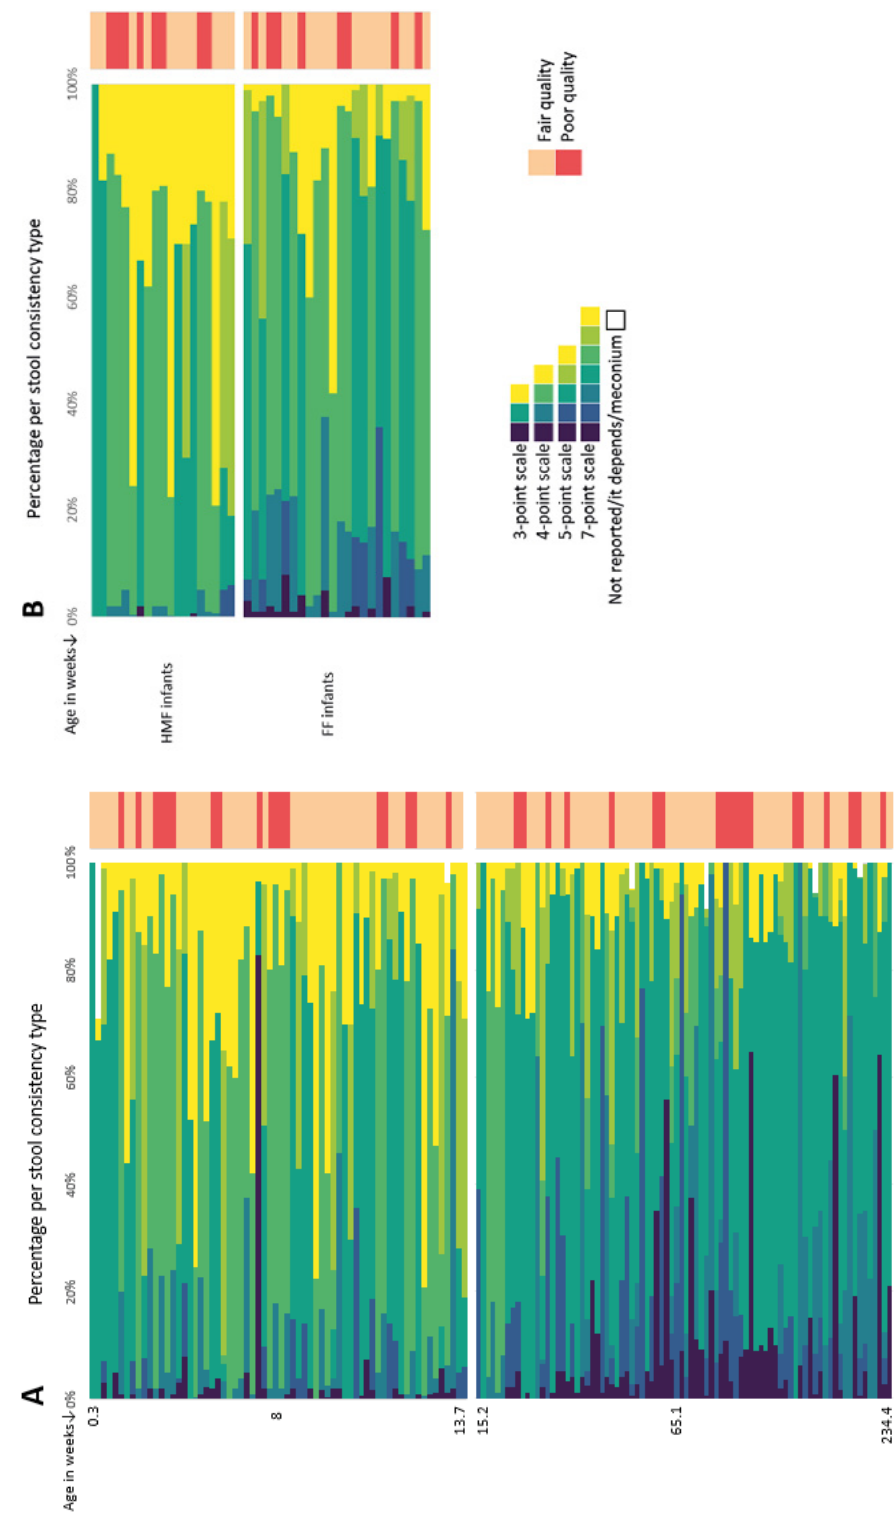 A
Percentage per stool consistency type
Age in weeks↓
0% 20% 40% 60% 80% 100%
0.3
8
13.7
15.2
65.1
234.4
B
Percentage per stool consistency type
Age in weeks↓
0% 20% 40% 60% 80% 100%
HMF infants
FF infants
3-point scale
4-point scale
5-point scale
7-point scale
Not reported/it depends/meconium
Fair quality
Poor quality